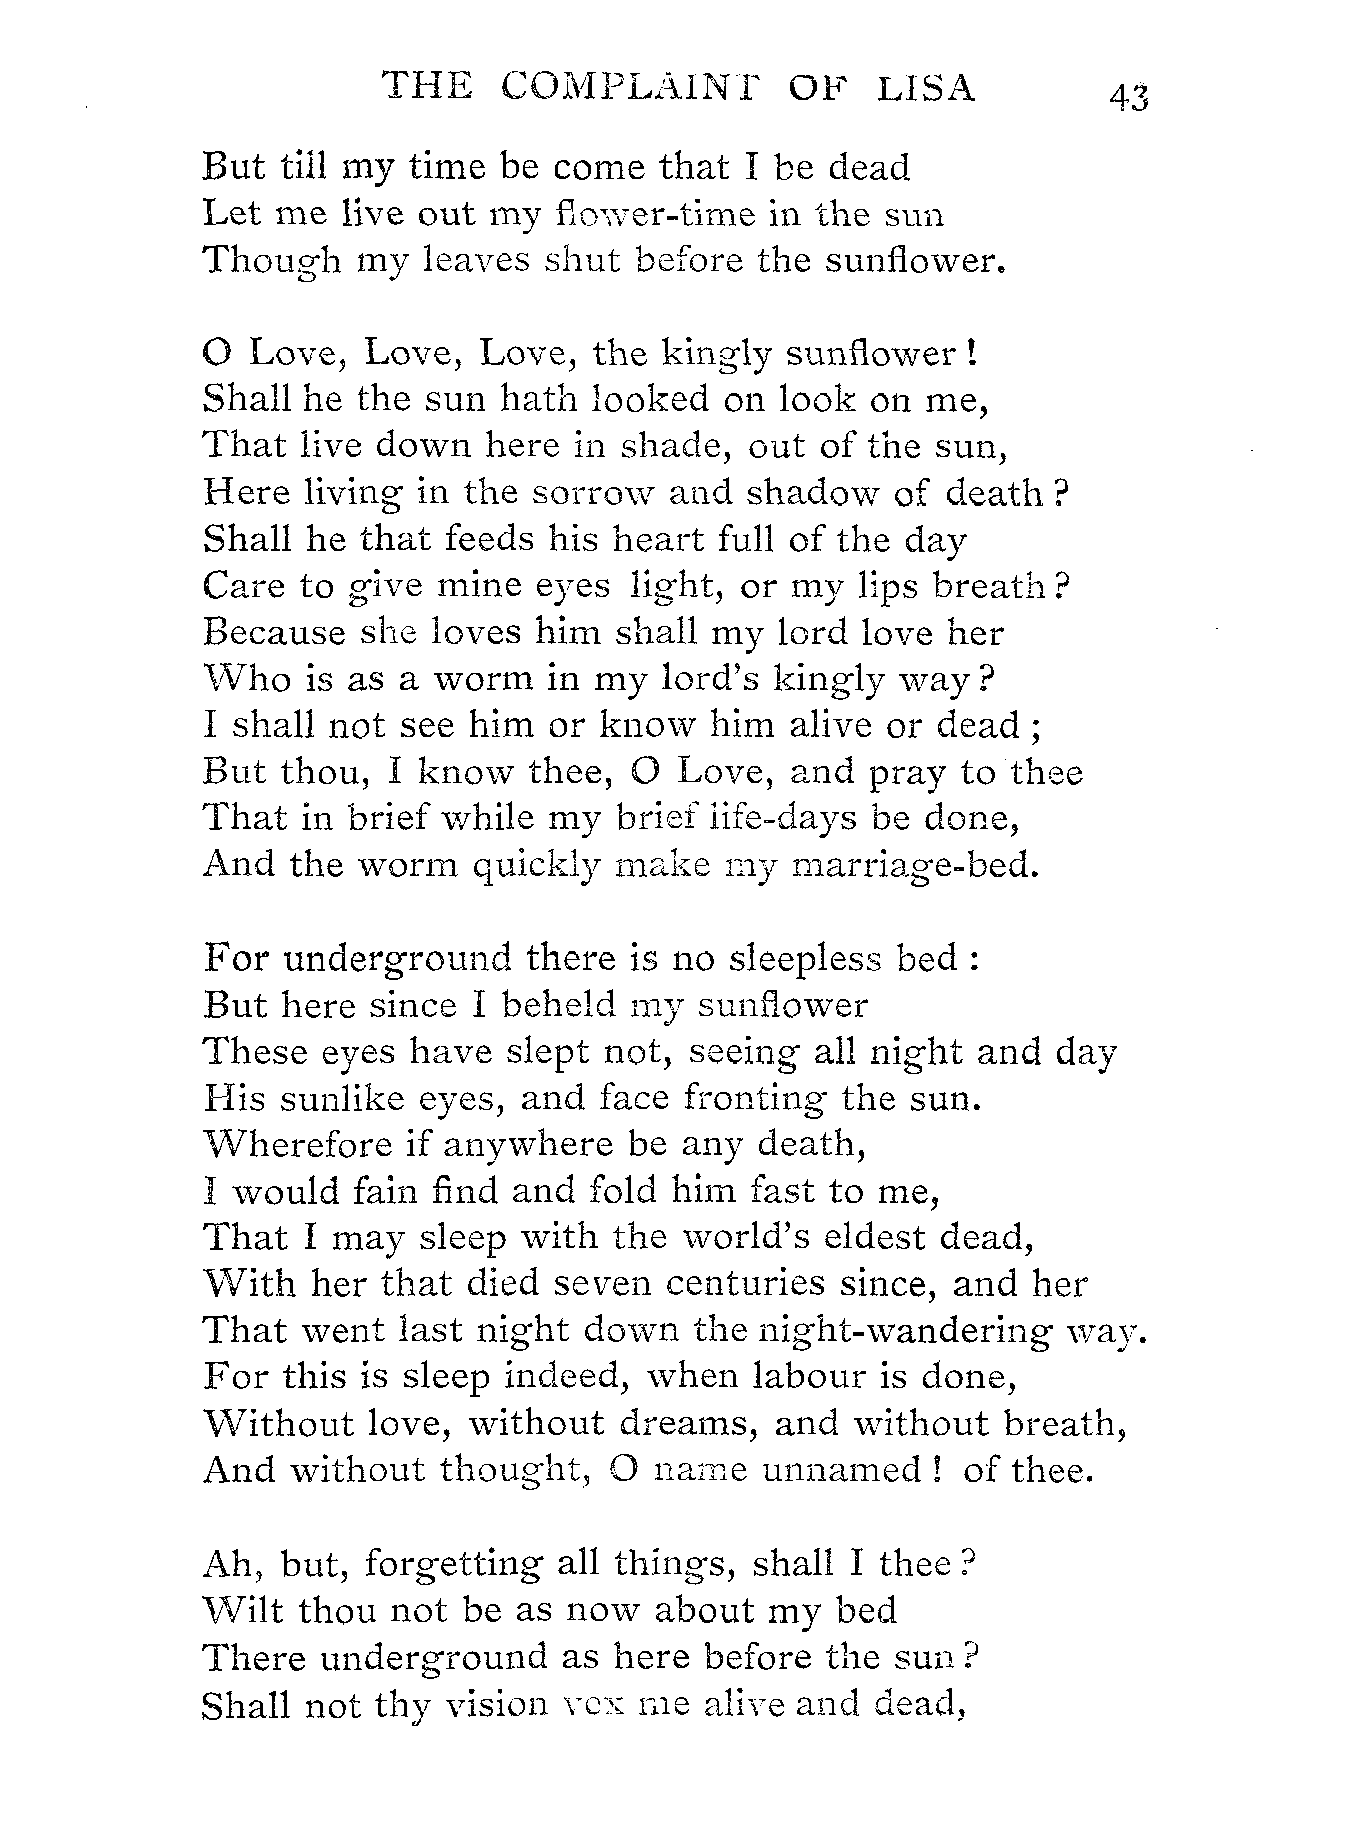 THE COMPLAINT OF LISA 43
But till my time be come that I be dead
Let me live out my flower-time in the sun
Though my leaves shut before the sunflower.
O Love, Love, Love, the kingly sunflower !
Shall he the sun hath looked on look on me,
That live down here in shade, out of the sun,
Here living in the sorrow and shadow of death ?
Shall he that feeds his heart full of the day
Care to give mine eyes light, or my lips breath ?
Because she loves him shall my lord love her
Who is as a worm in my lord's kingly way ?
I shall not see him or know him alive or dead ;
But thou, I know thee, O Love, and pray to thee
That in brief while my brief life-days be done,
And the worm quickly make my marriage-bed.
For underground there is no sleepless bed :
But here since I beheld my sunflower
These eyes have slept not, seeing all night and day
His sunlike eyes, and face fronting the sun.
Wherefore if anywhere be any death,
I would fain find and fold him fast to me,
That I may sleep with the world's eldest dead,
With her that died seven centuries since, and her
That went last night down the night-wandering way.
For this is sleep indeed, when labour is done,
Without love, without dreams, and without breath,
And without thought, O name unnamed ! of thee.
Ah, but, forgetting all things, shall I thee ?
Wilt thou not be as now about my bed
There underground as here before the sun ?
Shall not thy vision vex me alive and dead,